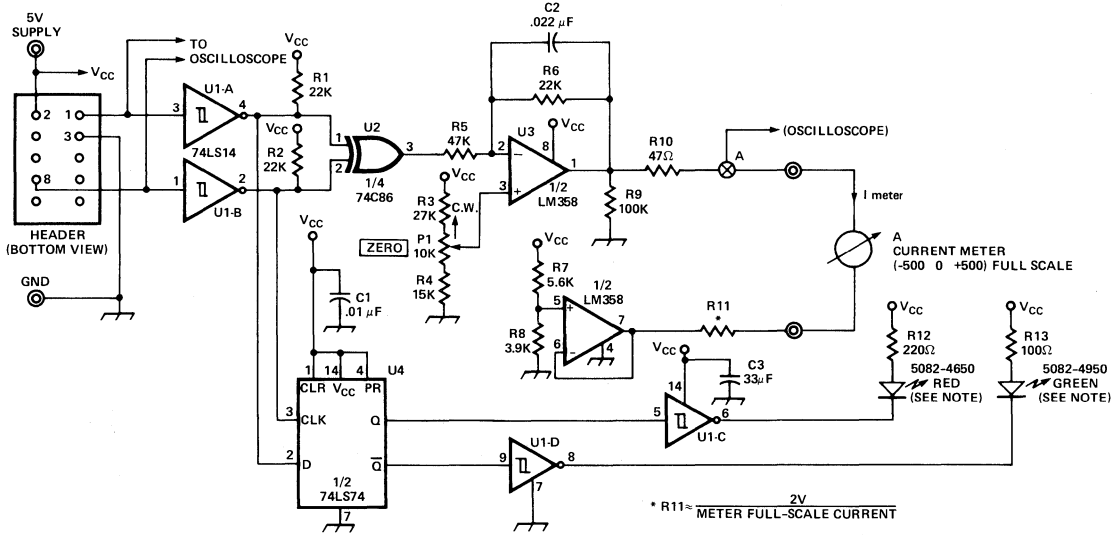 5V
SUPPLY
VCC
TO
OSCILLOSCOPE
2
1
3
8
HEADER
(BOTTOM VIEW)
GND
U1-A
3
4
74LS14
1
2
U1-B
VCC
R1
22K
VCC
R2
22K
U2
1
2
3
1/4
74C86
R5
47K
C2
.022 μF
R6
22K
U3
VCC
8
2
3
1
−
+
1/2
LM358
VCC
R3
27K
C.W.
ZERO
P1
10K
R4
15K
R10
47Ω
R9
100K
A
(OSCILLOSCOPE)
I meter
A
CURRENT METER
(-500 0 +500) FULL SCALE
VCC
R7
5.6K
R8
3.9K
1/2
LM358
5
+
6
−
7
4
R11
*
VCC
C1
.01 μF
1
14
4
U4
CLR
VCC
PR
3
CLK
Q
2
D
Q̅
1/2
74LS74
7
VCC
C3
33μF
14
5
6
U1-C
U1-D
9
8
7
VCC
R12
220Ω
5082-4650
RED
(SEE NOTE)
VCC
R13
100Ω
5082-4950
GREEN
(SEE NOTE)
* R11≈ 2V
METER FULL-SCALE CURRENT